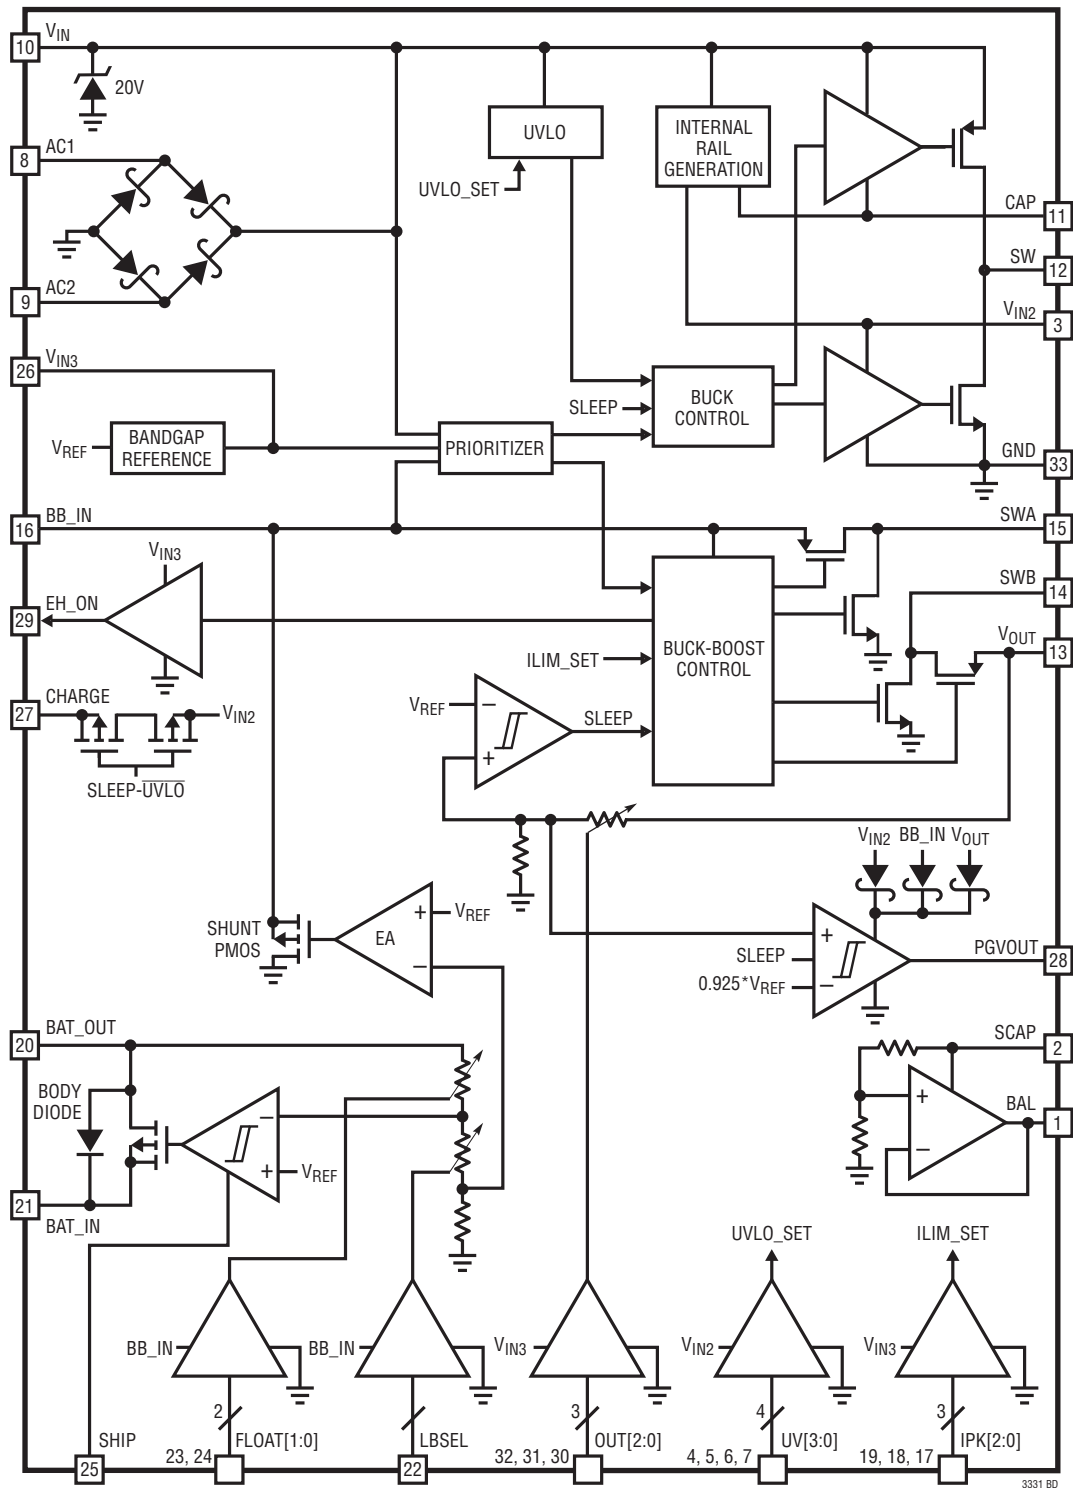 10
VIN
20V
8
AC1
9
AC2
UVLO
UVLO_SET
INTERNAL
RAIL
GENERATION
CAP
11
SW
12
VIN2
3
26
VIN3
VREF
BANDGAP
REFERENCE
PRIORITIZER
SLEEP
BUCK
CONTROL
GND
33
16
BB_IN
SWA
15
VIN3
29
EH_ON
SWB
14
VOUT
13
ILIM_SET
BUCK-BOOST
CONTROL
27
CHARGE
VIN2
SLEEP-UVLO
VREF
–
+
SLEEP
VIN2
BB_IN
VOUT
SHUNT
PMOS
EA
+
–
VREF
SLEEP
0.925*VREF
+
–
PGVOUT
28
20
BAT_OUT
BODY
DIODE
–
+
VREF
21
BAT_IN
SCAP
2
+
–
BAL
1
UVLO_SET
ILIM_SET
BB_IN
BB_IN
VIN3
VIN2
VIN3
2
3
4
3
SHIP
25
23, 24
FLOAT[1:0]
LBSEL
22
32, 31, 30
OUT[2:0]
4, 5, 6, 7
UV[3:0]
19, 18, 17
IPK[2:0]
3331 BD